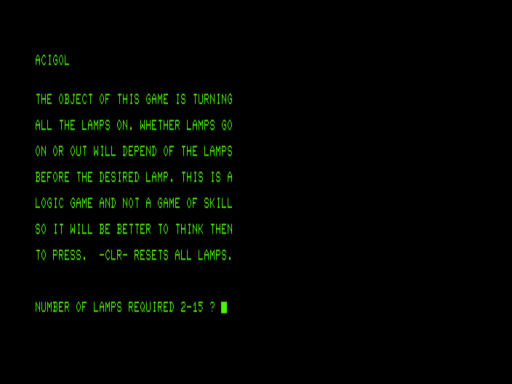 ACIGOL
THE OBJECT OF THIS GAME IS TURNING
ALL THE LAMPS ON. WHETHER LAMPS GO
ON OR OUT WILL DEPEND OF THE LAMPS
BEFORE THE DESIRED LAMP. THIS IS A
LOGIC GAME AND NOT A GAME OF SKILL
SO IT WILL BE BETTER TO THINK THEN
TO PRESS.  -CLR- RESETS ALL LAMPS.
NUMBER OF LAMPS REQUIRED 2-15 ?